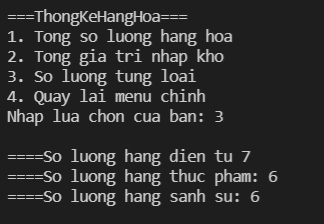 ===ThongKeHangHoa===
1. Tong so luong hang hoa
2. Tong gia tri nhap kho
3. So luong tung loai
4. Quay lai menu chinh
Nhap lua chon cua ban: 3
====So luong hang dien tu 7
====So luong hang thuc pham: 6
====So luong hang sanh su: 6